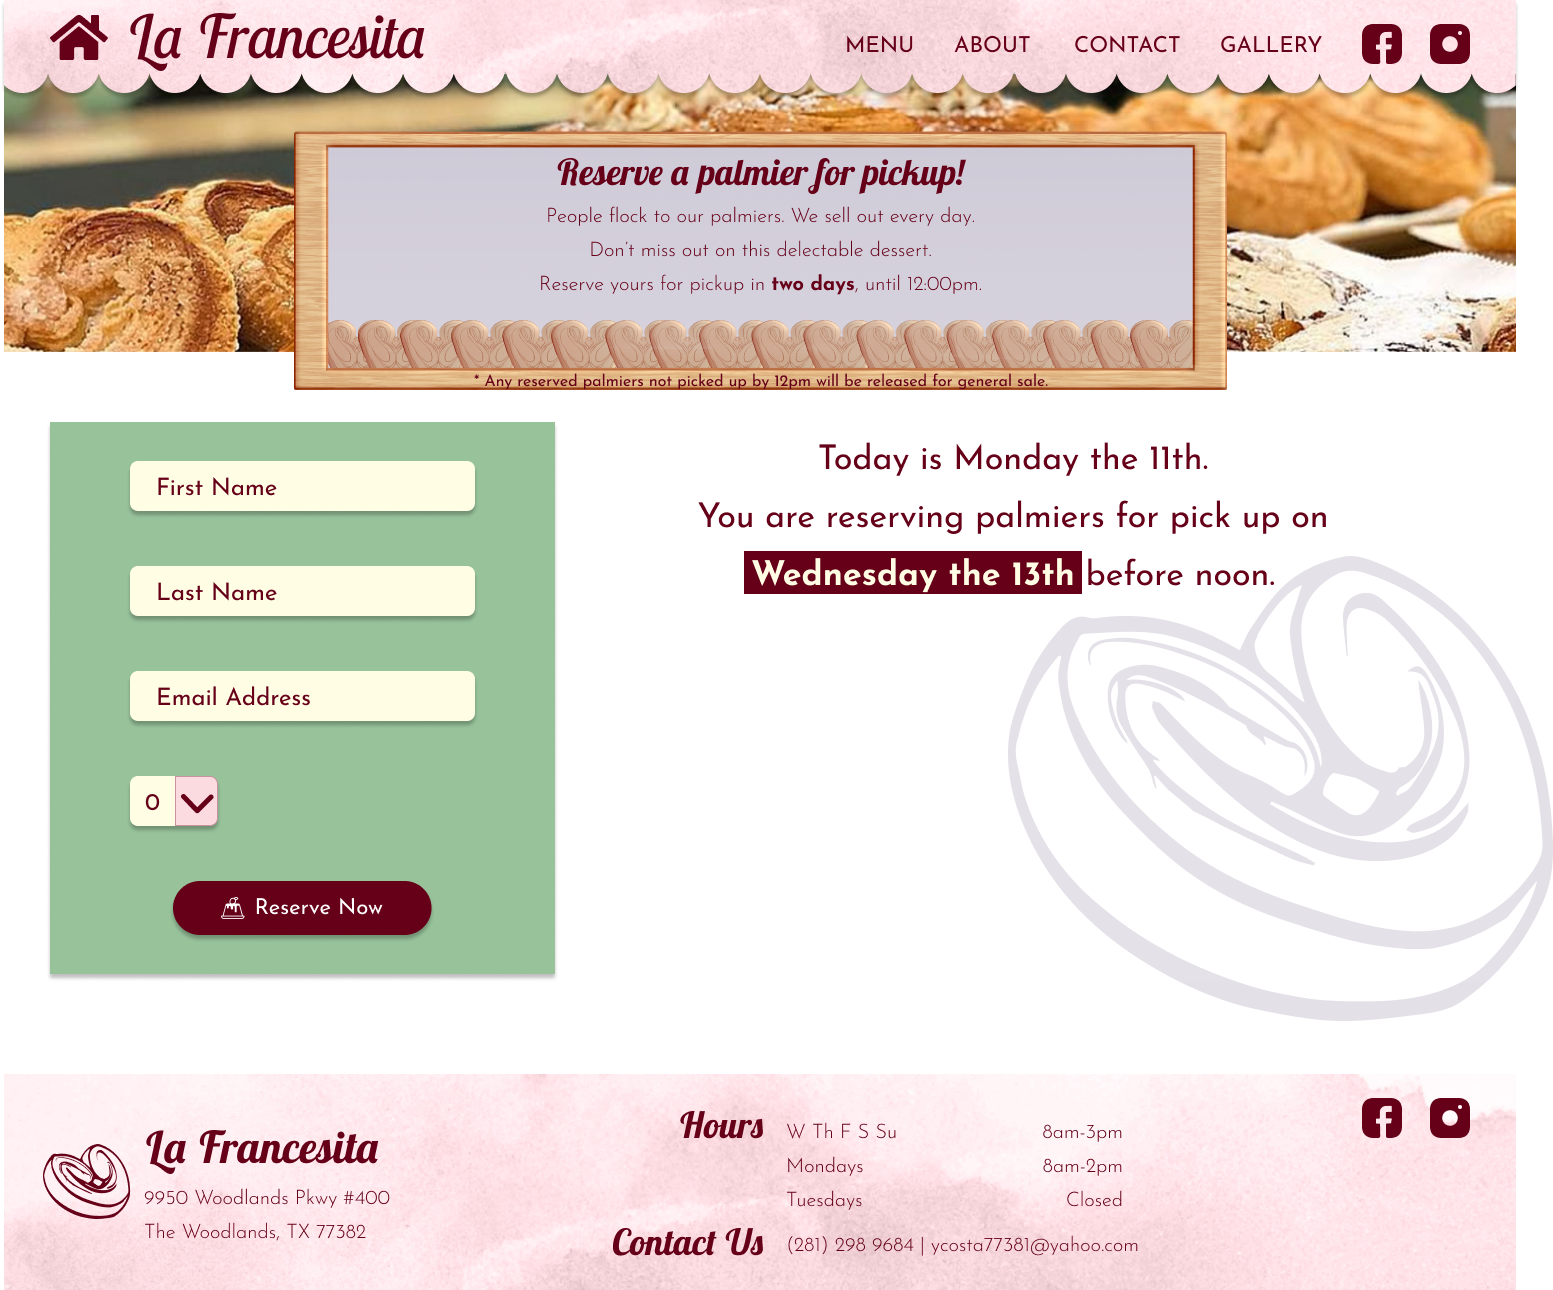 La Francesita
MENU ABOUT CONTACT GALLERY
Reserve a palmier for pickup!
People flock to our palmiers. We sell out every day.
Don't miss out on this delectable dessert.
Reserve yours for pickup in two days, until 12:00pm.
* Any reserved palmiers not picked up by 12pm will be released for general sale.
First Name
Last Name
Email Address
0
Reserve Now
Today is Monday the 11th.
You are reserving palmiers for pick up on
Wednesday the 13th before noon.
La Francesita
9950 Woodlands Pkwy #400
The Woodlands, TX 77382
Hours
W Th F S Su 8am-3pm
Mondays 8am-2pm
Tuesdays Closed
Contact Us (281) 298 9684 | ycosta77381@yahoo.com